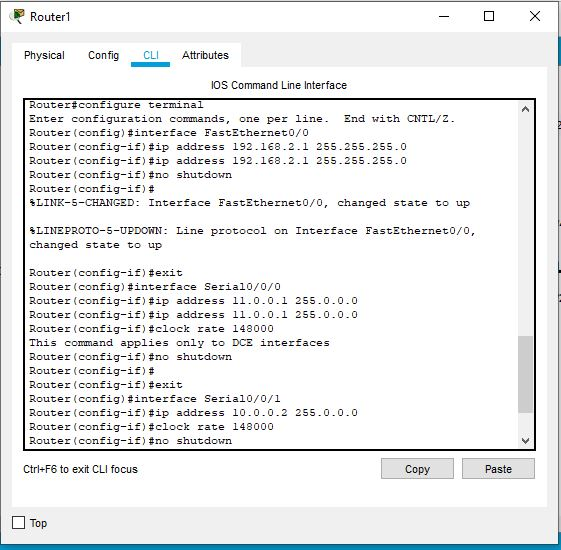 Router1
Physical Config CLI Attributes
IOS Command Line Interface
Router#configure terminal
Enter configuration commands, one per line.  End with CNTL/Z.
Router(config)#interface FastEthernet0/0
Router(config-if)#ip address 192.168.2.1 255.255.255.0
Router(config-if)#ip address 192.168.2.1 255.255.255.0
Router(config-if)#no shutdown
Router(config-if)#
%LINK-5-CHANGED: Interface FastEthernet0/0, changed state to up
%LINEPROTO-5-UPDOWN: Line protocol on Interface FastEthernet0/0,
changed state to up
Router(config-if)#exit
Router(config)#interface Serial0/0/0
Router(config-if)#ip address 11.0.0.1 255.0.0.0
Router(config-if)#ip address 11.0.0.1 255.0.0.0
Router(config-if)#clock rate 148000
This command applies only to DCE interfaces
Router(config-if)#no shutdown
Router(config-if)#
Router(config-if)#exit
Router(config)#interface Serial0/0/1
Router(config-if)#ip address 10.0.0.2 255.0.0.0
Router(config-if)#clock rate 148000
Router(config-if)#no shutdown
Ctrl+F6 to exit CLI focus
Copy Paste
Top